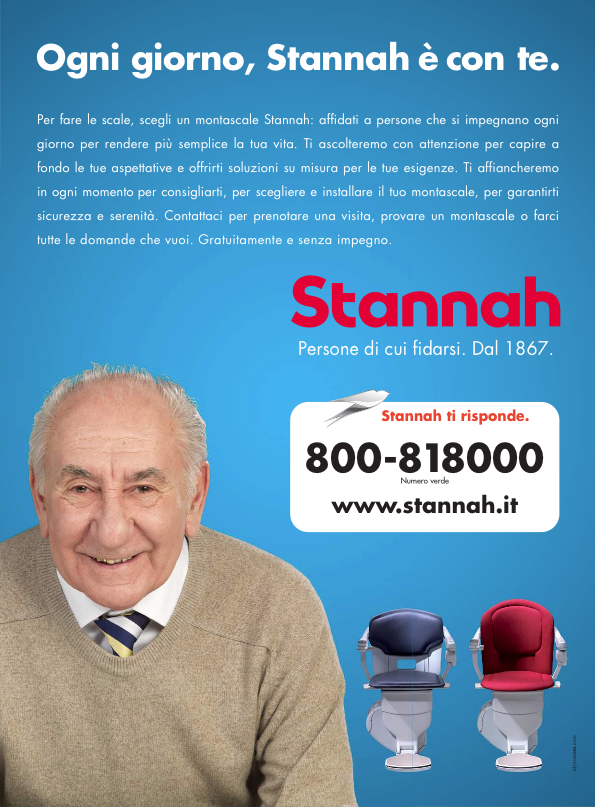 Ogni giorno, Stannah è con te.
Per fare le scale, scegli un montascale Stannah: affidati a persone che si impegnano ogni
giorno per rendere più semplice la tua vita. Ti ascolteremo con attenzione per capire a
fondo le tue aspettative e offrirti soluzioni su misura per le tue esigenze. Ti affiancheremo
in ogni momento per consigliarti, per scegliere e installare il tuo montascale, per garantirti
sicurezza e serenità. Contattaci per prenotare una visita, provare un montascale o farci
tutte le domande che vuoi. Gratuitamente e senza impegno.
Stannah
Persone di cui fidarsi. Dal 1867.
Stannah ti risponde.
800-818000
Numero verde
www.stannah.it